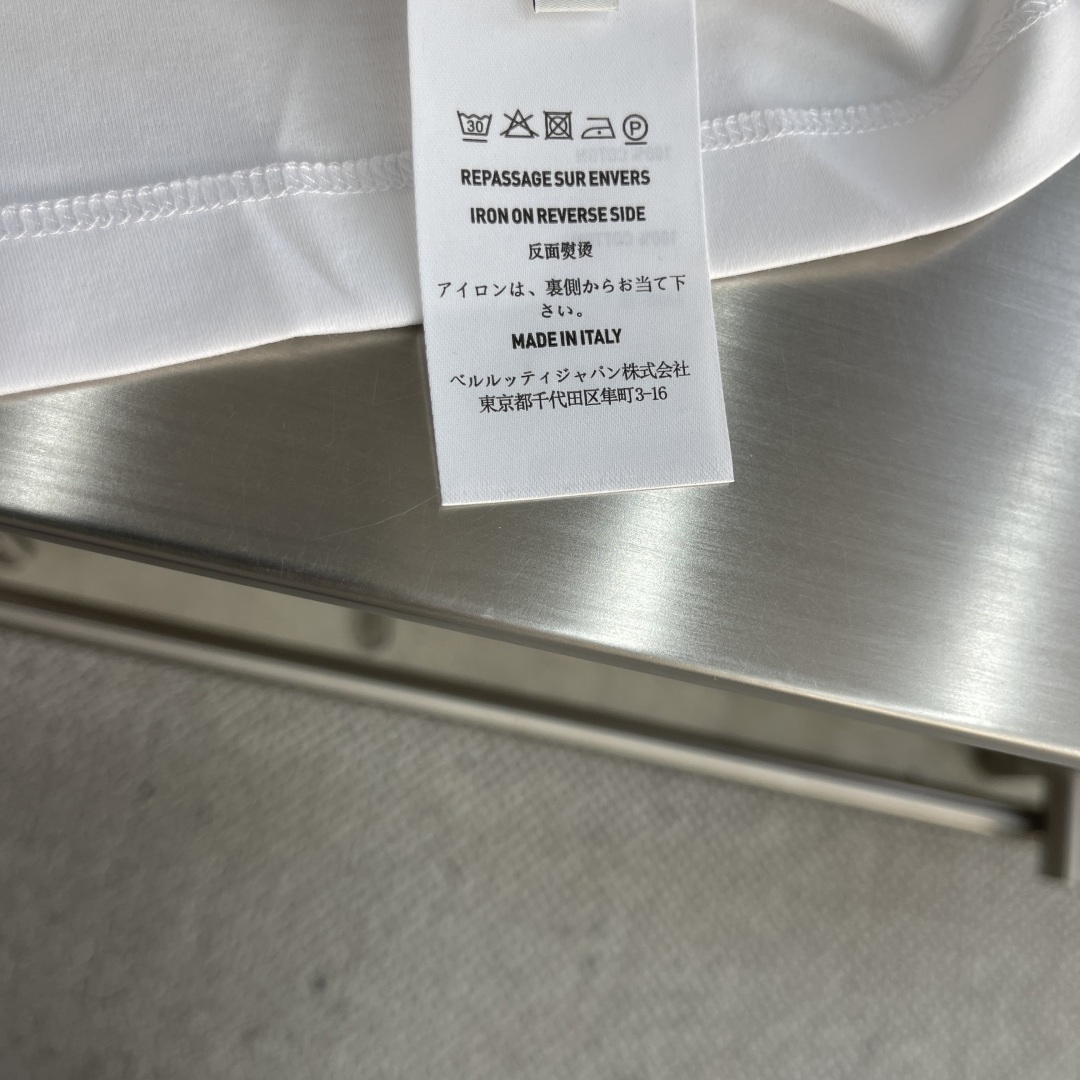 30 P
REPASSAGE SUR ENVERS
IRON ON REVERSE SIDE
反面熨烫
アイロンは、裏側からお当て下
さい。
MADE IN ITALY
ベルルッティジャパン株式会社
東京都千代田区隼町3-16